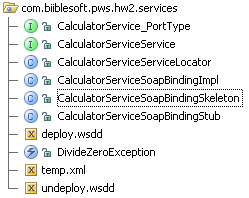 com.biiblesoft.pws.hw2.services
CalculatorService_PortType
CalculatorServiceService
CalculatorServiceServiceLocator
CalculatorServiceSoapBindingImpl
CalculatorServiceSoapBindingSkeleton
CalculatorServiceSoapBindingStub
deploy.wsdd
DivideZeroException
temp.xml
undeploy.wsdd